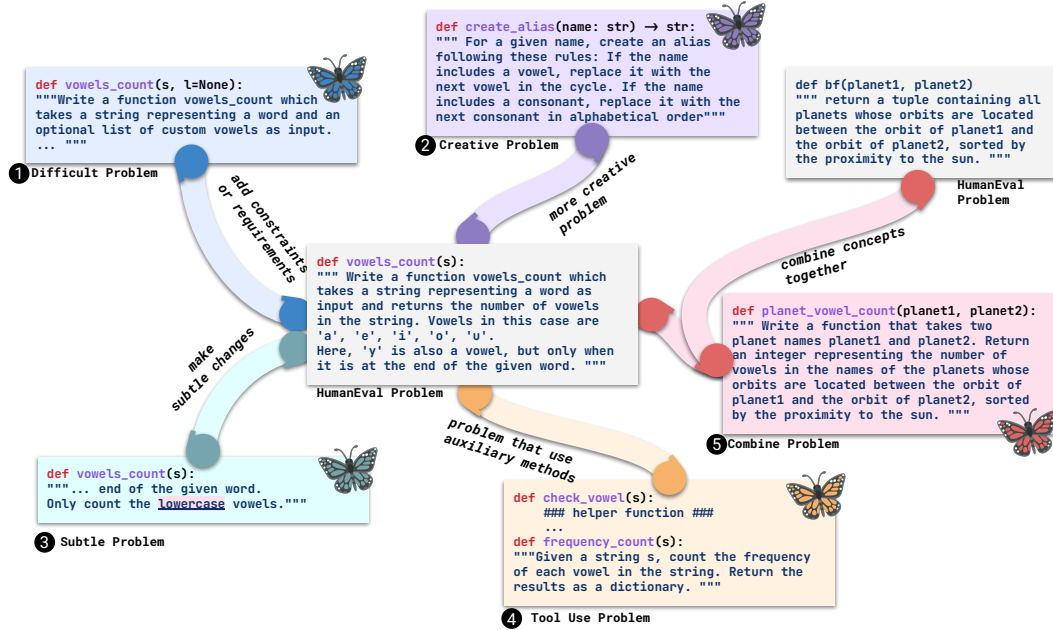 def vowels_count(s, l=None):
"""Write a function vowels_count which
takes a string representing a word and an
optional list of custom vowels as input.
... """
1 Difficult Problem
add constraints
or requirements
def create_alias(name: str) → str:
""" For a given name, create an alias
following these rules: If the name
includes a vowel, replace it with the
next vowel in the cycle. If the name
includes a consonant, replace it with the
next consonant in alphabetical order"""
2 Creative Problem
more creative
problem
def bf(planet1, planet2)
""" return a tuple containing all
planets whose orbits are located
between the orbit of planet1 and
the orbit of planet2, sorted by
the proximity to the sun. """
HumanEval
Problem
combine concepts
together
def vowels_count(s):
""" Write a function vowels_count which
takes a string representing a word as
input and returns the number of vowels
in the string. Vowels in this case are
'a', 'e', 'i', 'o', 'u'.
Here, 'y' is also a vowel, but only when
it is at the end of the given word. """
HumanEval Problem
def planet_vowel_count(planet1, planet2):
""" Write a function that takes two
planet names planet1 and planet2. Return
an integer representing the number of
vowels in the names of the planets whose
orbits are located between the orbit of
planet1 and the orbit of planet2, sorted
by the proximity to the sun. """
5 Combine Problem
make
subtle changes
def vowels_count(s):
"""... end of the given word.
Only count the lowercase vowels."""
3 Subtle Problem
problem that use
auxiliary methods
def check_vowel(s):
### helper function ###
...
def frequency_count(s):
"""Given a string s, count the frequency
of each vowel in the string. Return the
results as a dictionary. """
4 Tool Use Problem